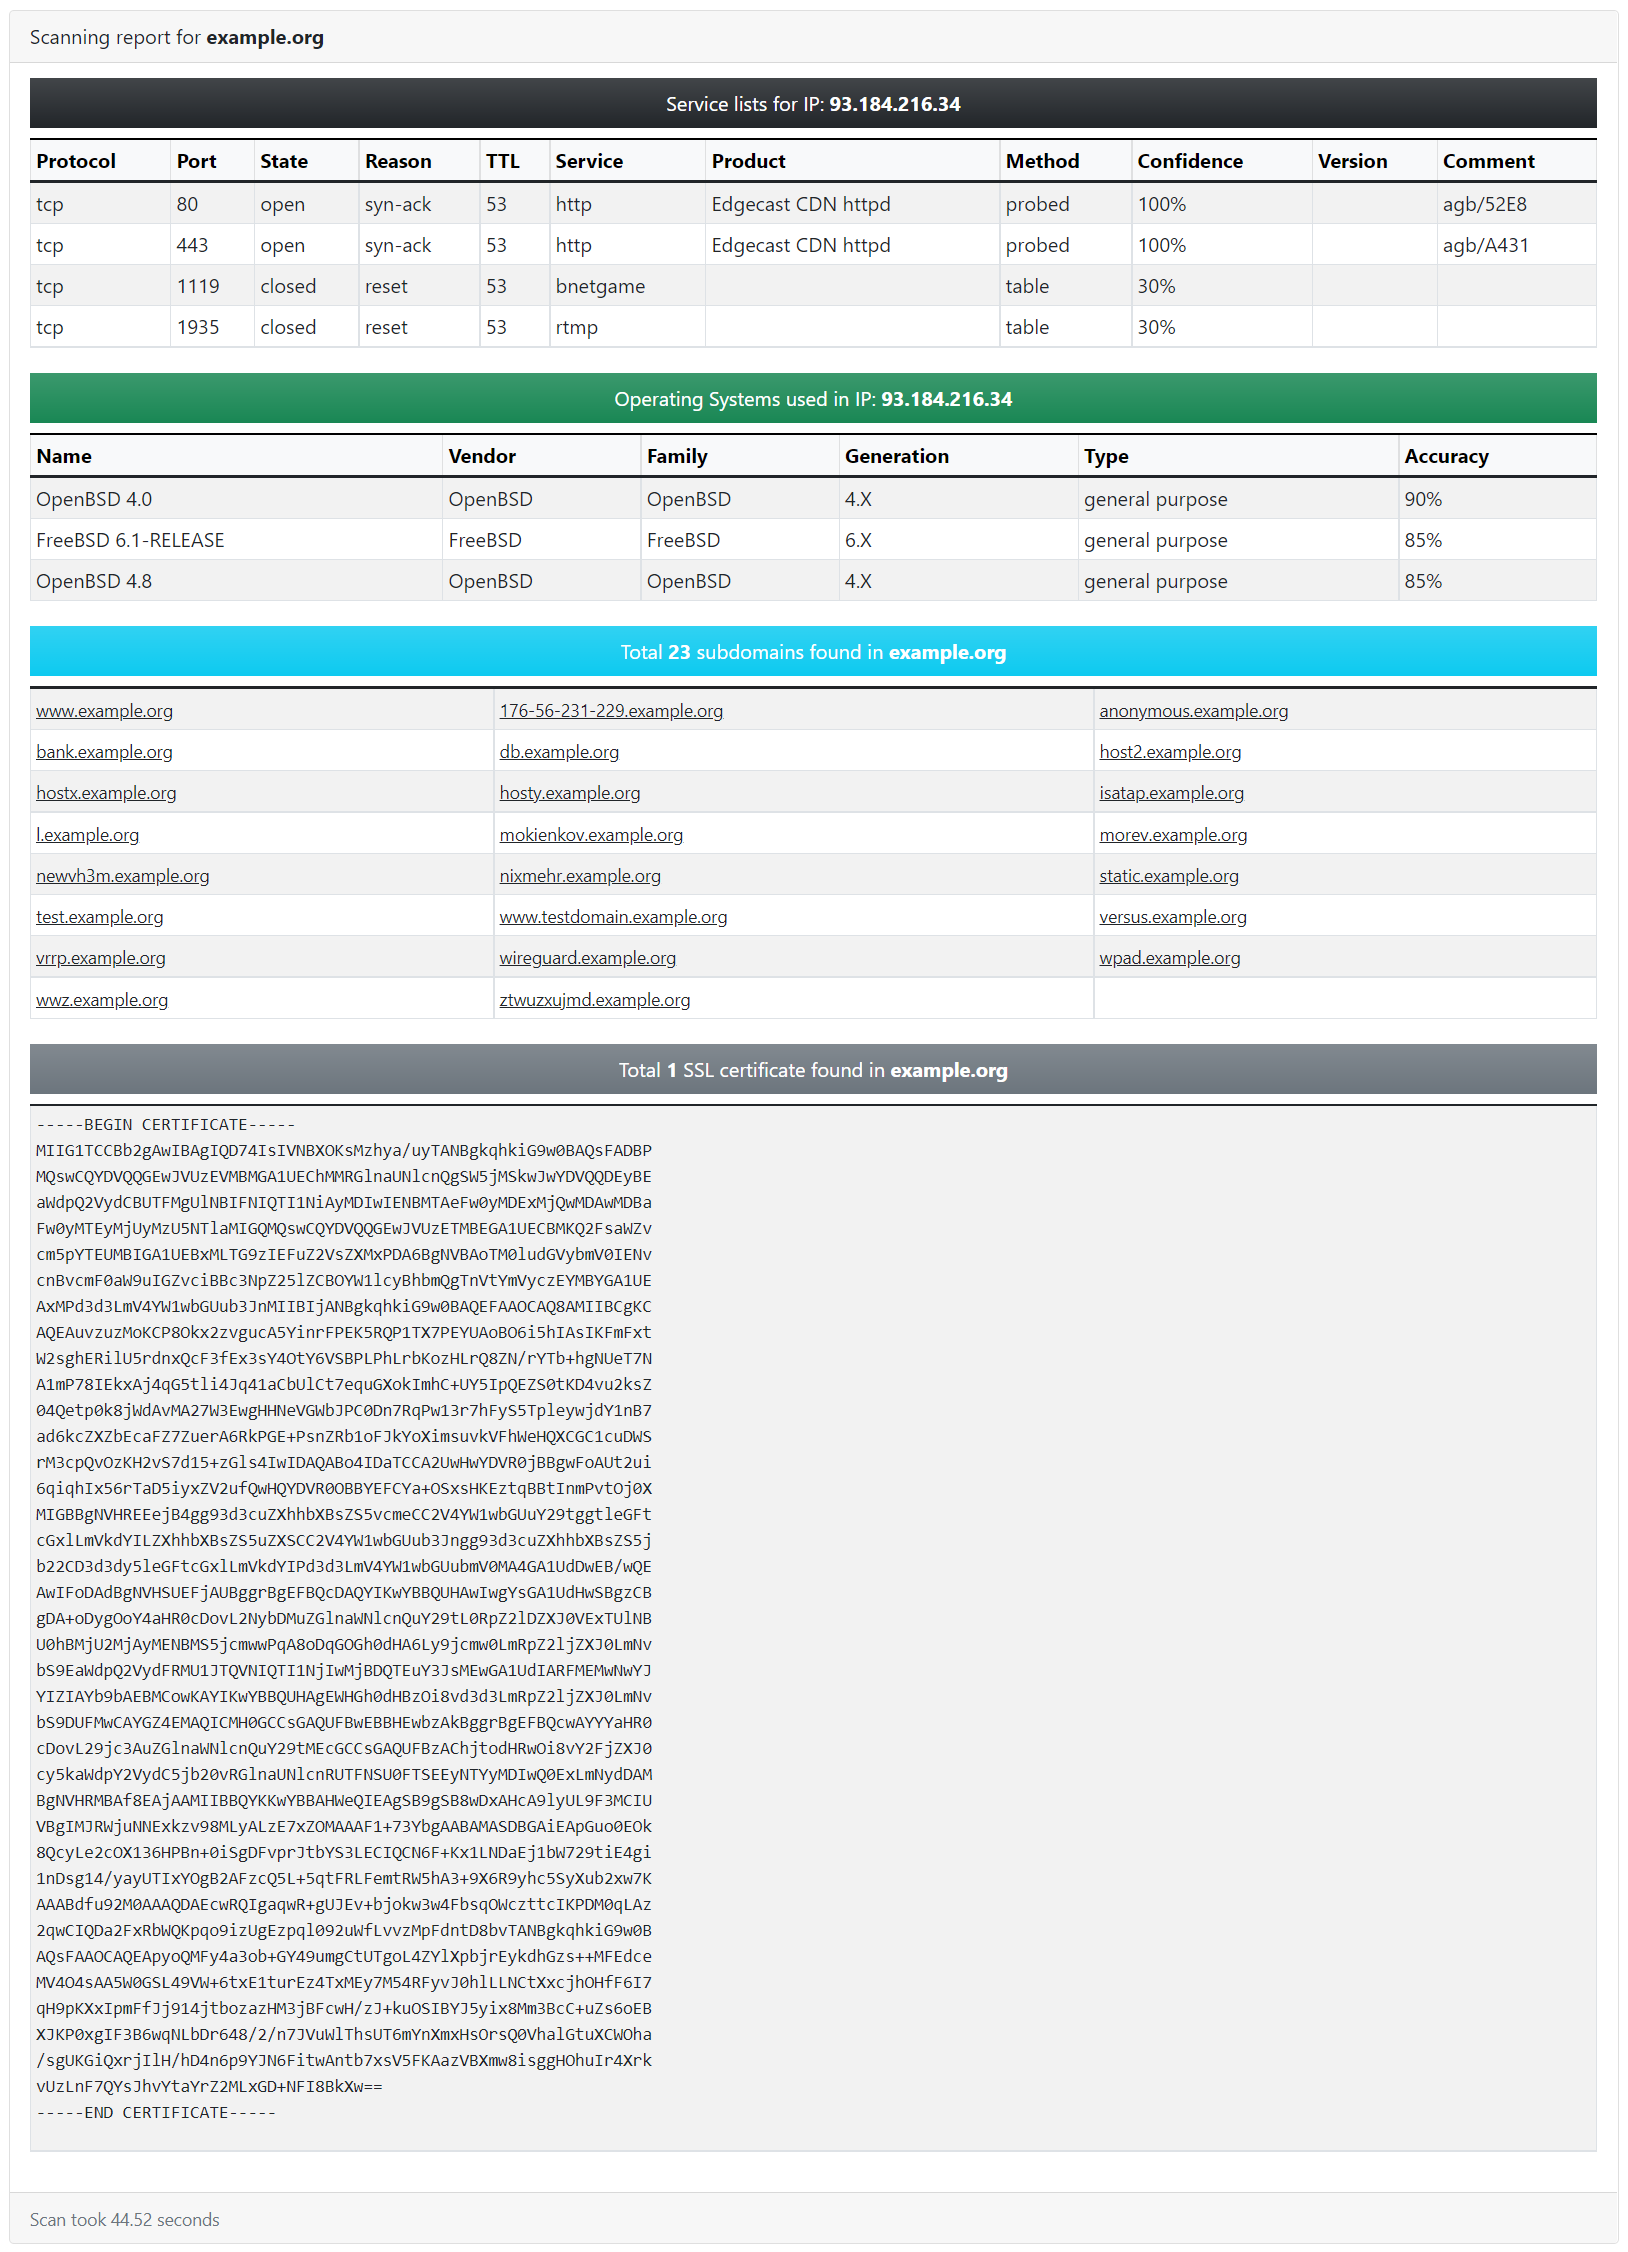 Scanning report for example.org
Service lists for IP: 93.184.216.34
Protocol Port State Reason TTL Service Product Method Confidence Version Comment
tcp 80 open syn-ack 53 http Edgecast CDN httpd probed 100% agb/52E8
tcp 443 open syn-ack 53 http Edgecast CDN httpd probed 100% agb/A431
tcp 1119 closed reset 53 bnetgame table 30%
tcp 1935 closed reset 53 rtmp table 30%
Operating Systems used in IP: 93.184.216.34
Name Vendor Family Generation Type Accuracy
OpenBSD 4.0 OpenBSD OpenBSD 4.X general purpose 90%
FreeBSD 6.1-RELEASE FreeBSD FreeBSD 6.X general purpose 85%
OpenBSD 4.8 OpenBSD OpenBSD 4.X general purpose 85%
Total 23 subdomains found in example.org
www.example.org 176-56-231-229.example.org anonymous.example.org
bank.example.org db.example.org host2.example.org
hostx.example.org hosty.example.org isatap.example.org
l.example.org mokienkov.example.org morev.example.org
newvh3m.example.org nixmehr.example.org static.example.org
test.example.org www.testdomain.example.org versus.example.org
vrrp.example.org wireguard.example.org wpad.example.org
wwz.example.org ztwuzxujmd.example.org
Total 1 SSL certificate found in example.org
-----BEGIN CERTIFICATE-----
MIIG1TCCBb2gAwIBAgIQD74IsIVNBXOKsMzhya/uyTANBgkqhkiG9w0BAQsFADBP
MQswCQYDVQQGEwJVUzEVMBMGA1UEChMMRGlnaUNlcnQgSW5jMSkwJwYDVQQDEyBE
aWdpQ2VydCBUTFMgUlNBIFNIQTI1NiAyMDIwIENBMTAeFw0yMDExMjQwMDAwMDBa
Fw0yMTEyMjUyMzU5NTlaMIGQMQswCQYDVQQGEwJVUzETMBEGA1UECBMKQ2FsaWZv
cm5pYTEUMBIGA1UEBxMLTG9zIEFuZ2VsZXMxPDA6BgNVBAoTM0ludGVybmV0IENv
cnBvcmF0aW9uIGZvciBBc3NpZ25lZCBOYW1lcyBhbmQgTnVtYmVyczEYMBYGA1UE
AxMPd3d3LmV4YW1wbGUub3JnMIIBIjANBgkqhkiG9w0BAQEFAAOCAQ8AMIIBCgKC
AQEAuvzuzMoKCP8Okx2zvgucA5YinrFPEK5RQP1TX7PEYUAoBO6i5hIAsIKFmFxt
W2sghERilU5rdnxQcF3fEx3sY4OtY6VSBPLPhLrbKozHLrQ8ZN/rYTb+hgNUeT7N
A1mP78IEkxAj4qG5tli4Jq41aCbUlCt7equGXokImhC+UY5IpQEZS0tKD4vu2ksZ
04Qetp0k8jWdAvMA27W3EwgHHNeVGWbJPC0Dn7RqPw13r7hFyS5TpleywjdY1nB7
ad6kcZXZbEcaFZ7ZuerA6RkPGE+PsnZRb1oFJkYoXimsuvkVFhWeHQXCGC1cuDWS
rM3cpQvOzKH2vS7d15+zGls4IwIDAQABo4IDaTCCA2UwHwYDVR0jBBgwFoAUt2ui
6qiqhIx56rTaD5iyxZV2ufQwHQYDVR0OBBYEFCYa+OSxsHKEztqBBtInmPvtOj0X
MIGBBgNVHREEejB4gg93d3cuZXhhbXBsZS5vcmeCC2V4YW1wbGUuY29tggtleGFt
cGxlLmVkdYILZXhhbXBsZS5uZXSCC2V4YW1wbGUub3Jngg93d3cuZXhhbXBsZS5j
b22CD3d3dy5leGFtcGxlLmVkdYIPd3d3LmV4YW1wbGUubmV0MA4GA1UdDwEB/wQE
AwIFoDAdBgNVHSUEFjAUBggrBgEFBQcDAQYIKwYBBQUHAwIwgYsGA1UdHwSBgzCB
gDA+oDygOoY4aHR0cDovL2NybDMuZGlnaWNlcnQuY29tL0RpZ2lDZXJ0VExTUlNB
U0hBMjU2MjAyMENBMS5jcmwwPqA8oDqGOGh0dHA6Ly9jcmw0LmRpZ2ljZXJ0LmNv
bS9EaWdpQ2VydFRMU1JTQVNIQTI1NjIwMjBDQTEuY3JsMEwGA1UdIARFMEMwNwYJ
YIZIAYb9bAEBMCowKAYIKwYBBQUHAgEWHGh0dHBzOi8vd3d3LmRpZ2ljZXJ0LmNv
bS9DUFMwCAYGZ4EMAQICMH0GCCsGAQUFBwEBBHEwbzAkBggrBgEFBQcwAYYYaHR0
cDovL29jc3AuZGlnaWNlcnQuY29tMEcGCCsGAQUFBzAChjtodHRwOi8vY2FjZXJ0
cy5kaWdpY2VydC5jb20vRGlnaUNlcnRUTFNSU0FTSEEyNTYyMDIwQ0ExLmNydDAM
BgNVHRMBAf8EAjAAMIIBBQYKKwYBBAHWeQIEAgSB9gSB8wDxAHcA9lyUL9F3MCIU
VBgIMJRWjuNNExkzv98MLyALzE7xZOMAAAF1+73YbgAABAMASDBGAiEApGuo0EOk
8QcyLe2cOX136HPBn+0iSgDFvprJtbYS3LECIQCN6F+Kx1LNDaEj1bW729tiE4gi
1nDsg14/yayUTIxYOgB2AFzcQ5L+5qtFRLFemtRW5hA3+9X6R9yhc5SyXub2xw7K
AAABdfu92M0AAAQDAEcwRQIgaqwR+gUJEv+bjokw3w4FbsqOWczttcIKPDM0qLAz
2qwCIQDa2FxRbWQKpqo9izUgEzpql092uWfLvvzMpFdntD8bvTANBgkqhkiG9w0B
AQsFAAOCAQEApyoQMFy4a3ob+GY49umgCtUTgoL4ZYlXpbjrEykdhGzs++MFEdce
MV4O4sAA5W0GSL49VW+6txE1turEz4TxMEy7M54RFyvJ0hlLLNCtXxcjhOHfF6I7
qH9pKXxIpmFfJj914jtbozazHM3jBFcwH/zJ+kuOSIBYJ5yix8Mm3BcC+uZs6oEB
XJKP0xgIF3B6wqNLbDr648/2/n7JVuWlThsUT6mYnXmxHsOrsQ0VhalGtuXCWOha
/sgUKGiQxrjIlH/hD4n6p9YJN6FitwAntb7xsV5FKAazVBXmw8isggHOhuIr4Xrk
vUzLnF7QYsJhvYtaYrZ2MLxGD+NFI8BkXw==
-----END CERTIFICATE-----
Scan took 44.52 seconds